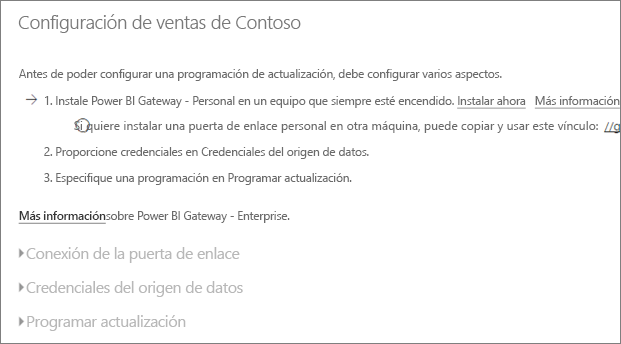 Configuración de ventas de Contoso
Antes de poder configurar una programación de actualización, debe configurar varios aspectos.
1. Instale Power BI Gateway - Personal en un equipo que siempre esté encendido. Instalar ahora Más información
Si quiere instalar una puerta de enlace personal en otra máquina, puede copiar y usar este vínculo: //g
2. Proporcione credenciales en Credenciales del origen de datos.
3. Especifique una programación en Programar actualización.
Más informaciónsobre Power BI Gateway - Enterprise.
Conexión de la puerta de enlace
Credenciales del origen de datos
Programar actualización